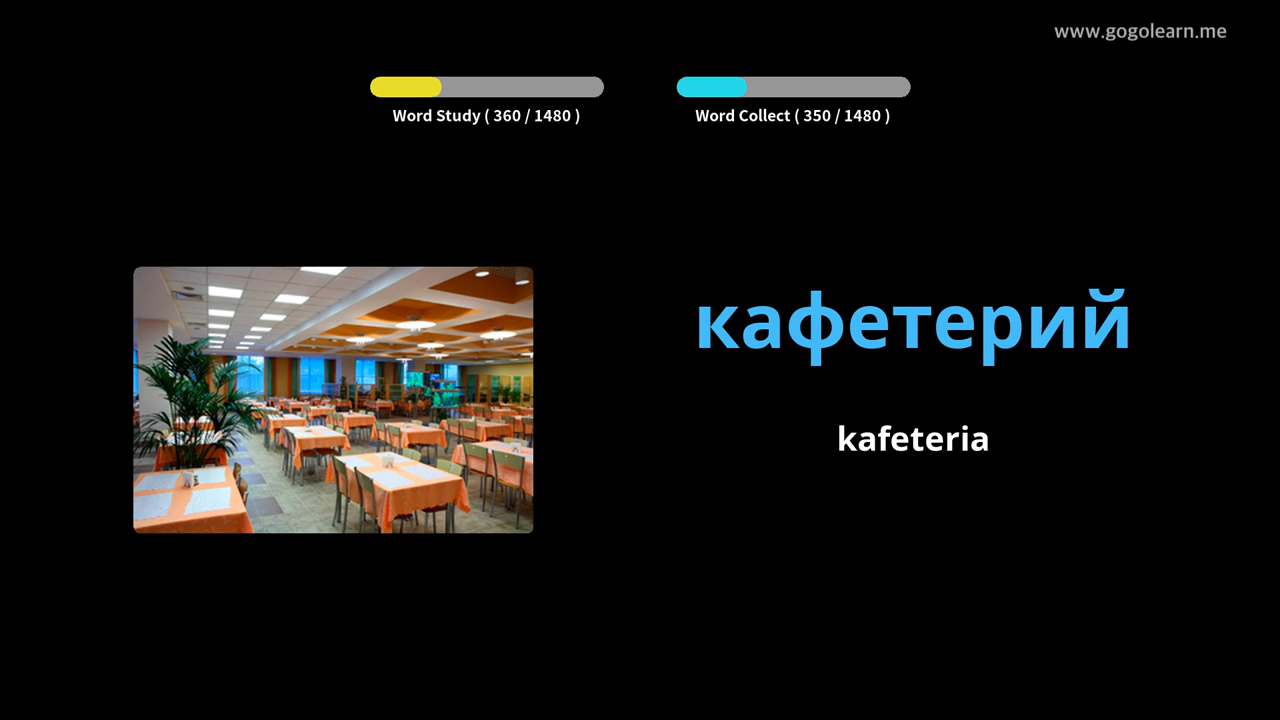 www.gogolearn.me
Word Study ( 360 / 1480 )
Word Collect ( 350 / 1480 )
кафетерий
kafeteria